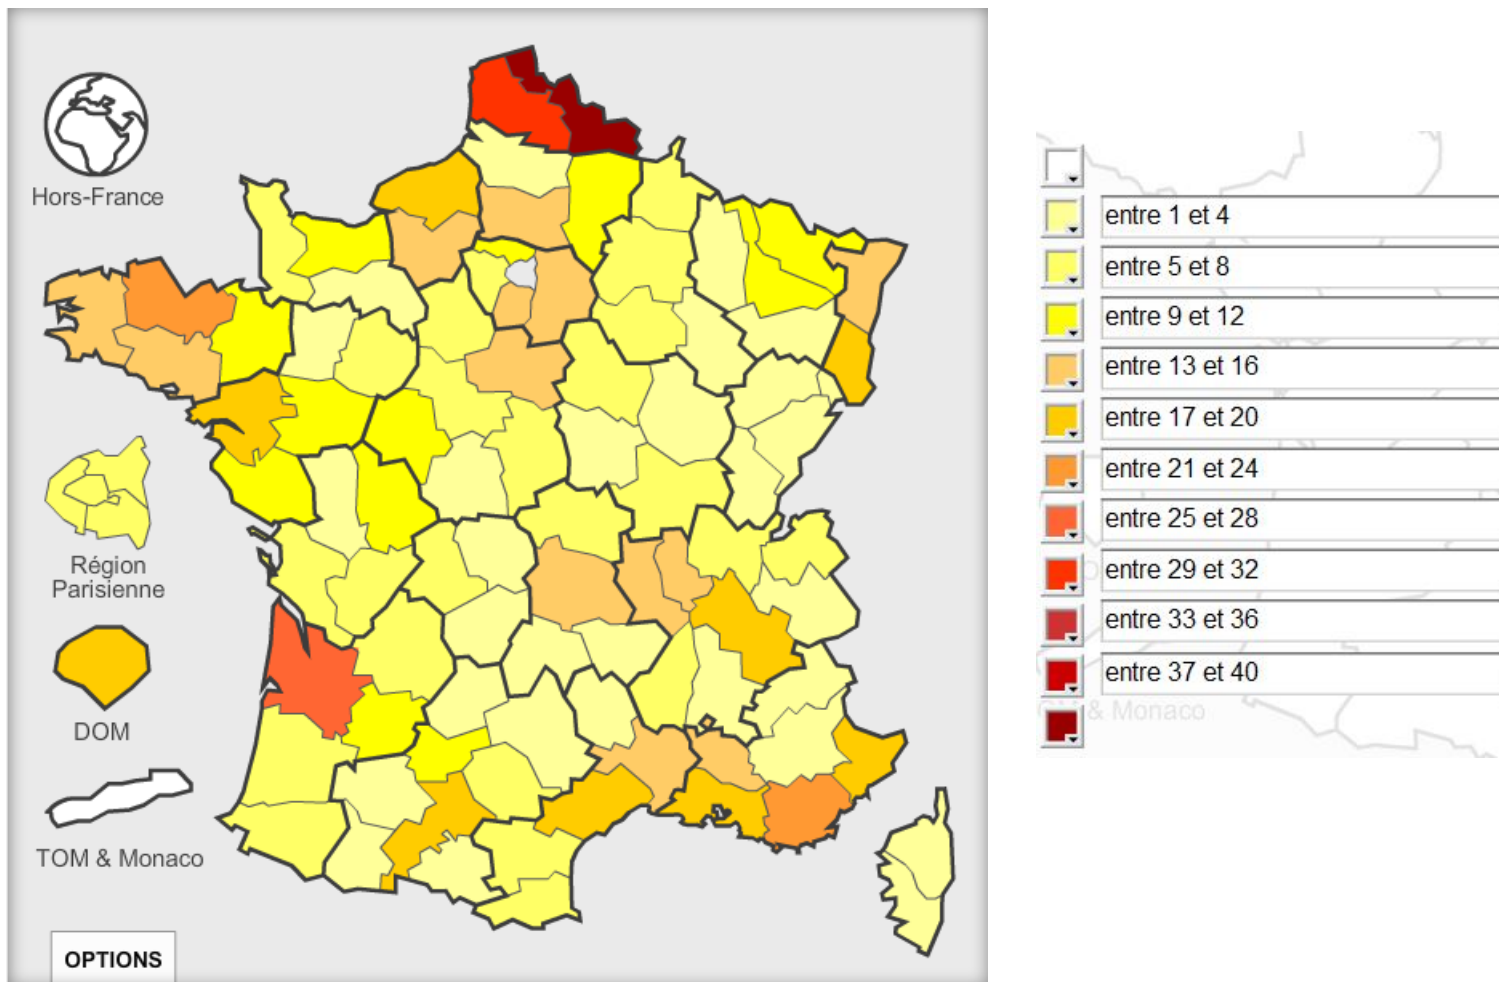 Hors-France
Région
Parisienne
DOM
TOM & Monaco
OPTIONS
entre 1 et 4
entre 5 et 8
entre 9 et 12
entre 13 et 16
entre 17 et 20
entre 21 et 24
entre 25 et 28
entre 29 et 32
entre 33 et 36
entre 37 et 40
& Monaco